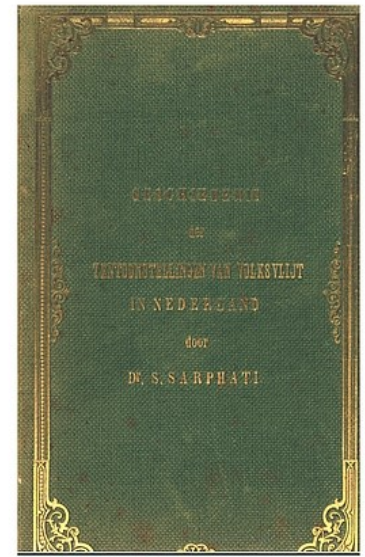 GESCHIEDENIS
der
TENTOONSTELLINGEN VAN VOLKSVLIJT
IN NEDERLAND
door
Dr. S. SARPHATI.